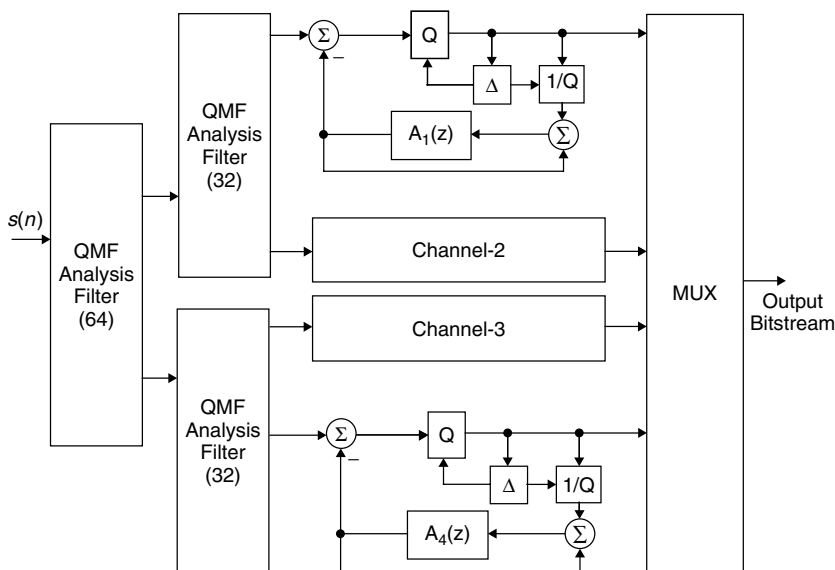 s(n)
QMF
Analysis
Filter
(64)
QMF
Analysis
Filter
(32)
Σ
−
Q
Δ
1/Q
A1(z)
Σ
Channel-2
Channel-3
QMF
Analysis
Filter
(32)
Σ
−
Q
Δ
1/Q
A4(z)
Σ
MUX
Output
Bitstream